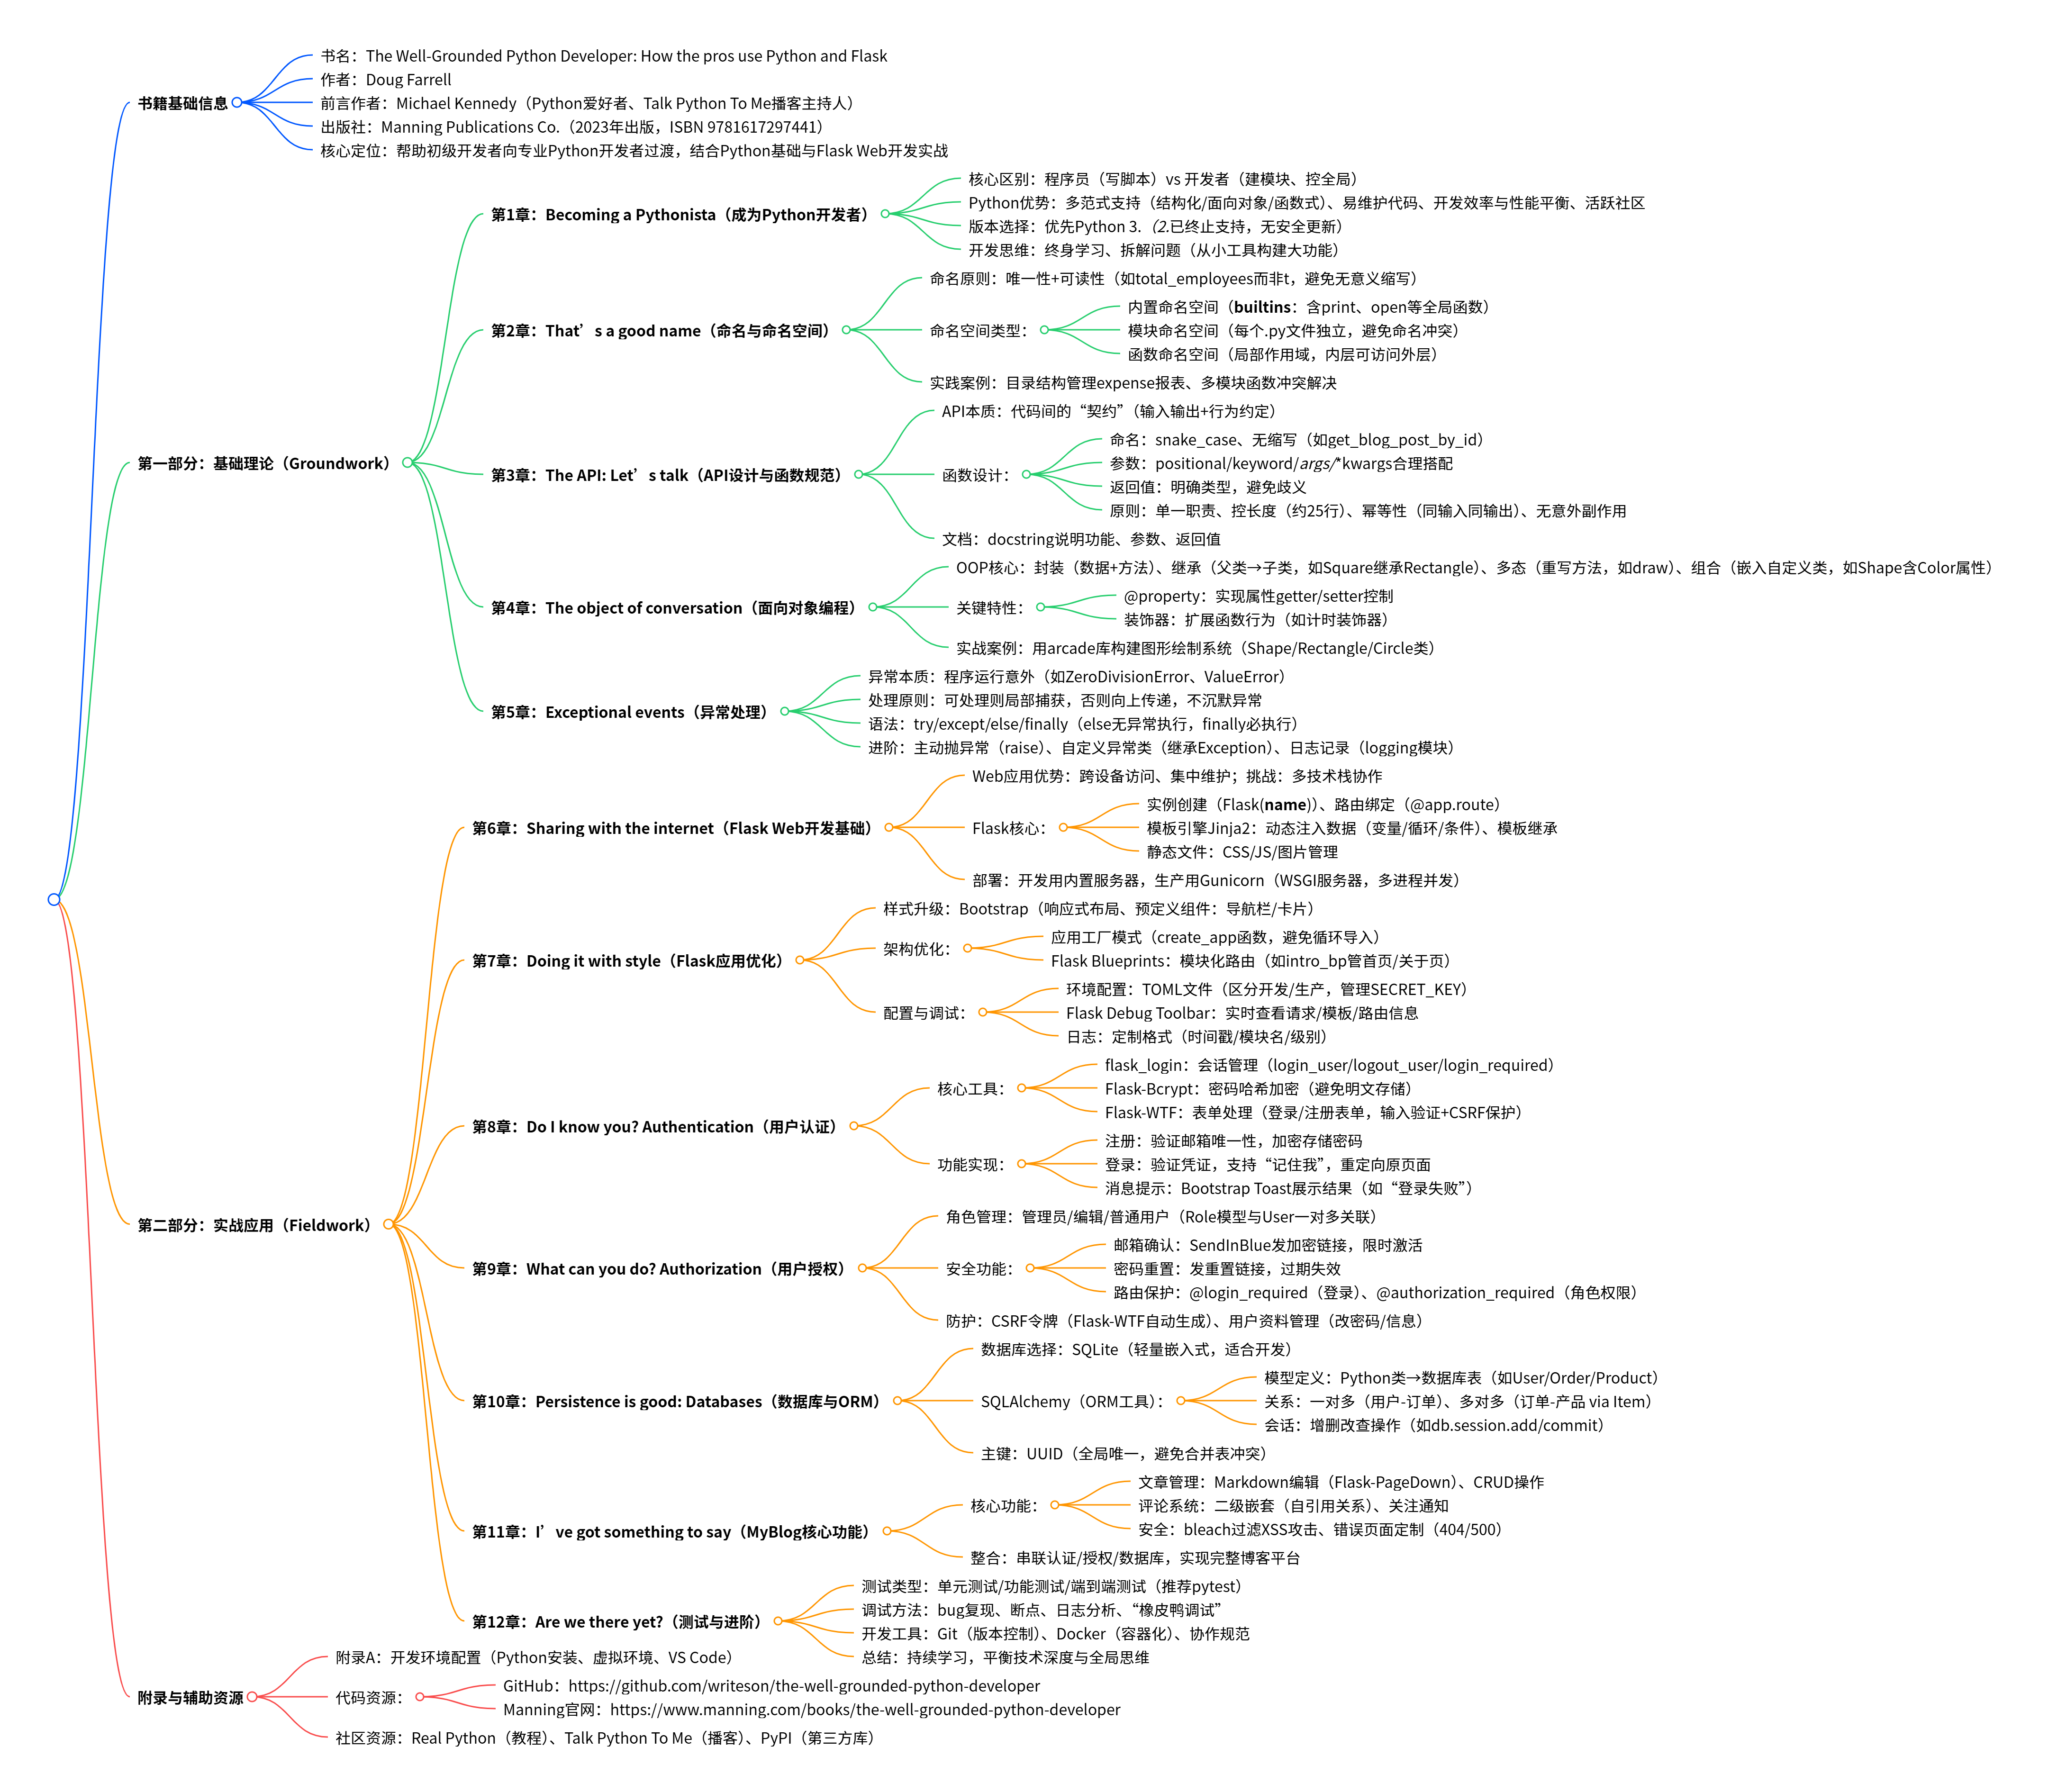 书籍基础信息
书名：The Well-Grounded Python Developer: How the pros use Python and Flask
作者：Doug Farrell
前言作者：Michael Kennedy（Python爱好者、Talk Python To Me播客主持人）
出版社：Manning Publications Co.（2023年出版，ISBN 9781617297441）
核心定位：帮助初级开发者向专业Python开发者过渡，结合Python基础与Flask Web开发实战
第一部分：基础理论（Groundwork）
第1章：Becoming a Pythonista（成为Python开发者）
核心区别：程序员（写脚本）vs 开发者（建模块、控全局）
Python优势：多范式支持（结构化/面向对象/函数式）、易维护代码、开发效率与性能平衡、活跃社区
版本选择：优先Python 3.（2.已终止支持，无安全更新）
开发思维：终身学习、拆解问题（从小工具构建大功能）
第2章：That’s a good name（命名与命名空间）
命名原则：唯一性+可读性（如total_employees而非t，避免无意义缩写）
命名空间类型：
内置命名空间（builtins：含print、open等全局函数）
模块命名空间（每个.py文件独立，避免命名冲突）
函数命名空间（局部作用域，内层可访问外层）
实践案例：目录结构管理expense报表、多模块函数冲突解决
第3章：The API: Let’s talk（API设计与函数规范）
API本质：代码间的“契约”（输入输出+行为约定）
函数设计：
命名：snake_case、无缩写（如get_blog_post_by_id）
参数：positional/keyword/args/*kwargs合理搭配
返回值：明确类型，避免歧义
原则：单一职责、控长度（约25行）、幂等性（同输入同输出）、无意外副作用
文档：docstring说明功能、参数、返回值
第4章：The object of conversation（面向对象编程）
OOP核心：封装（数据+方法）、继承（父类→子类，如Square继承Rectangle）、多态（重写方法，如draw）、组合（嵌入自定义类，如Shape含Color属性）
关键特性：
@property：实现属性getter/setter控制
装饰器：扩展函数行为（如计时装饰器）
实战案例：用arcade库构建图形绘制系统（Shape/Rectangle/Circle类）
第5章：Exceptional events（异常处理）
异常本质：程序运行意外（如ZeroDivisionError、ValueError）
处理原则：可处理则局部捕获，否则向上传递，不沉默异常
语法：try/except/else/finally（else无异常执行，finally必执行）
进阶：主动抛异常（raise）、自定义异常类（继承Exception）、日志记录（logging模块）
第二部分：实战应用（Fieldwork）
第6章：Sharing with the internet（Flask Web开发基础）
Web应用优势：跨设备访问、集中维护；挑战：多技术栈协作
Flask核心：
实例创建（Flask(name)）、路由绑定（@app.route）
模板引擎Jinja2：动态注入数据（变量/循环/条件）、模板继承
静态文件：CSS/JS/图片管理
部署：开发用内置服务器，生产用Gunicorn（WSGI服务器，多进程并发）
第7章：Doing it with style（Flask应用优化）
样式升级：Bootstrap（响应式布局、预定义组件：导航栏/卡片）
架构优化：
应用工厂模式（create_app函数，避免循环导入）
Flask Blueprints：模块化路由（如intro_bp管首页/关于页）
配置与调试：
环境配置：TOML文件（区分开发/生产，管理SECRET_KEY）
Flask Debug Toolbar：实时查看请求/模板/路由信息
日志：定制格式（时间戳/模块名/级别）
第8章：Do I know you? Authentication（用户认证）
核心工具：
flask_login：会话管理（login_user/logout_user/login_required）
Flask-Bcrypt：密码哈希加密（避免明文存储）
Flask-WTF：表单处理（登录/注册表单，输入验证+CSRF保护）
功能实现：
注册：验证邮箱唯一性，加密存储密码
登录：验证凭证，支持“记住我”，重定向原页面
消息提示：Bootstrap Toast展示结果（如“登录失败”）
第9章：What can you do? Authorization（用户授权）
角色管理：管理员/编辑/普通用户（Role模型与User一对多关联）
安全功能：
邮箱确认：SendInBlue发加密链接，限时激活
密码重置：发重置链接，过期失效
路由保护：@login_required（登录）、@authorization_required（角色权限）
防护：CSRF令牌（Flask-WTF自动生成）、用户资料管理（改密码/信息）
第10章：Persistence is good: Databases（数据库与ORM）
数据库选择：SQLite（轻量嵌入式，适合开发）
SQLAlchemy（ORM工具）：
模型定义：Python类→数据库表（如User/Order/Product）
关系：一对多（用户-订单）、多对多（订单-产品 via Item）
会话：增删改查操作（如db.session.add/commit）
主键：UUID（全局唯一，避免合并表冲突）
第11章：I’ve got something to say（MyBlog核心功能）
核心功能：
文章管理：Markdown编辑（Flask-PageDown）、CRUD操作
评论系统：二级嵌套（自引用关系）、关注通知
安全：bleach过滤XSS攻击、错误页面定制（404/500）
整合：串联认证/授权/数据库，实现完整博客平台
第12章：Are we there yet?（测试与进阶）
测试类型：单元测试/功能测试/端到端测试（推荐pytest）
调试方法：bug复现、断点、日志分析、“橡皮鸭调试”
开发工具：Git（版本控制）、Docker（容器化）、协作规范
总结：持续学习，平衡技术深度与全局思维
附录与辅助资源
附录A：开发环境配置（Python安装、虚拟环境、VS Code）
代码资源：
GitHub：https://github.com/writeson/the-well-grounded-python-developer
Manning官网：https://www.manning.com/books/the-well-grounded-python-developer
社区资源：Real Python（教程）、Talk Python To Me（播客）、PyPI（第三方库）